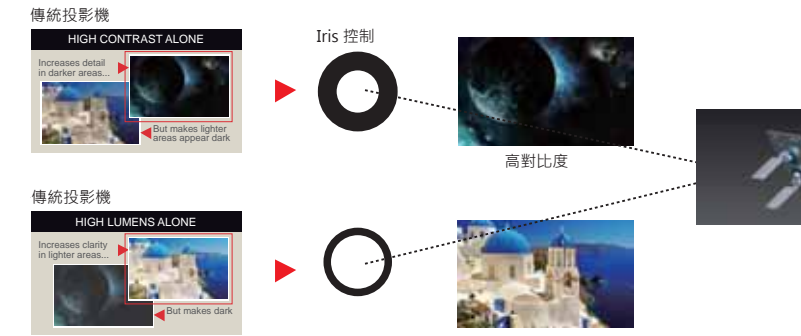 傳統投影機
HIGH CONTRAST ALONE
Increases detail
in darker areas...
But makes lighter
areas appear dark
Iris 控制
高對比度
傳統投影機
HIGH LUMENS ALONE
Increases clarity
in lighter areas...
But makes dark